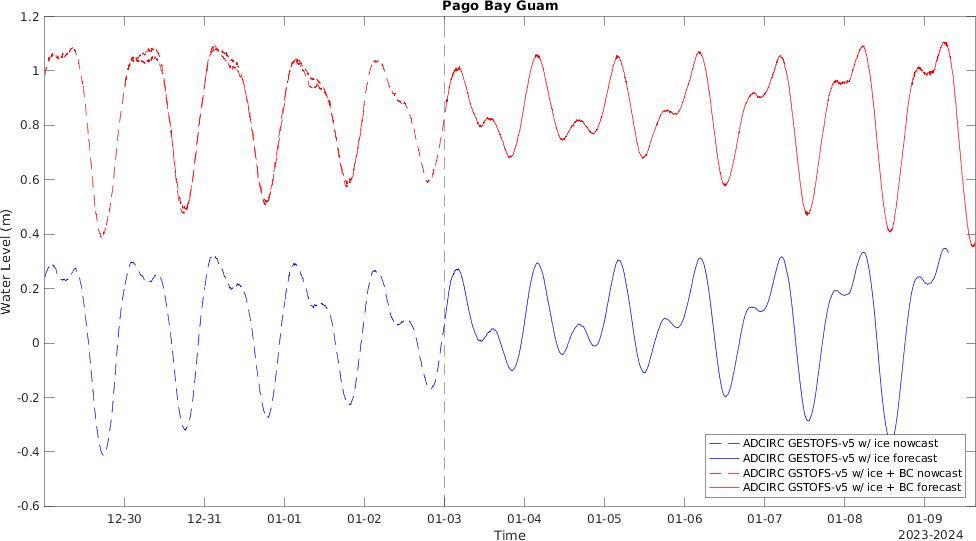 Pago Bay Guam
1.2
1
0.8
0.6
0.4
0.2
0
-0.2
-0.4
-0.6
Water Level (m)
ADCIRC GESTOFS-v5 w/ ice nowcast
ADCIRC GESTOFS-v5 w/ ice forecast
ADCIRC GSTOFS-v5 w/ ice + BC nowcast
ADCIRC GSTOFS-v5 w/ ice + BC forecast
12-30 12-31 01-01 01-02 01-03 01-04 01-05 01-06 01-07 01-08 01-09
Time
2023-2024